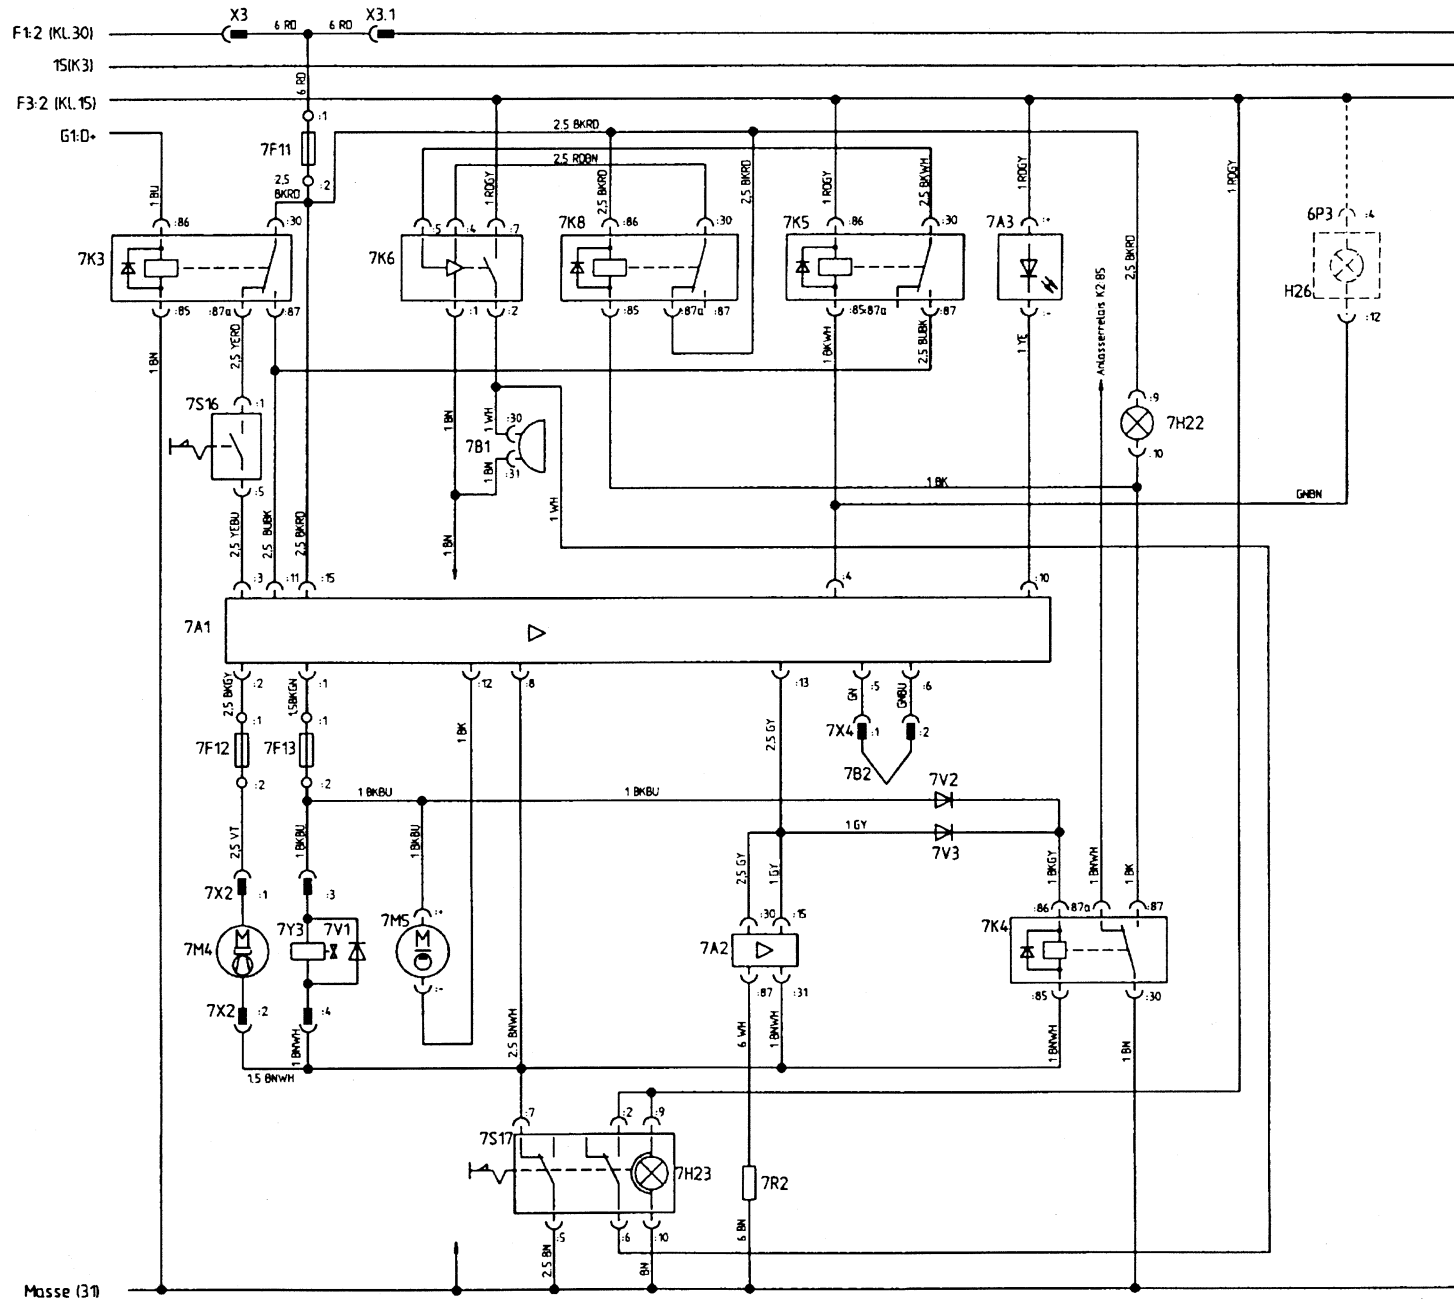 X3
X3.1
F1:2 (KL.30)
6 RD
6 RD
15(K3)
6 RD
F3:2 (KL.15)
:1
G1:D+
7F11
2,5 BKRD
2,5 RDBN
2,5 BKRD
:2
1 BU
1 RDGY
2,5 BKRD
2,5 BKRD
1 RDGY
2,5 BKWH
1 RDGY
1 RDGY
:86
:30
:5
:4
:7
7K8
:86
:30
7K5
:86
:30
7A3
:+
6P3
:4
7K3
7K6
2,5 BKRD
H26
:85
:87a
:87
:1
:2
:85
:87a
:87
:85
:87a
:87
:-
:12
1 BN
2,5 YERD
1 BKWH
2,5 BUBK
1 YE
Anlasserrelais K2:85
7S16
:1
:9
7H22
1 BN
1 WH
:30
7B1
:31
1 BN
:10
:5
1 BK
GNBN
2,5 YEBU
2,5 BUBK
2,5 BKRD
1 BN
1 WH
:3
:11
:15
:4
:10
7A1
:2
:1
:12
:8
:13
:5
:6
2,5 BKGY
1,5BKGN
GN
GNBU
:1
:1
1 BK
2,5 GY
7X4
:1
:2
7F12
7F13
7B2
:2
:2
1 BKBU
1 BKBU
7V2
1 GY
7V3
2,5 VT
1 BKBU
1 BKBU
2,5 GY
1 GY
1 BKGY
1 BNWH
1 BK
7X2
:1
:3
:30
:15
:86
87a
:87
7M5
:+
7Y3
7V1
7K4
7M4
M
M
7A2
:-
:87
:31
:85
:30
7X2
:2
:4
1 BNWH
2,5 BNWH
6 WH
1 BNWH
1 BNWH
1 BN
1,5 BNWH
:7
:2
:9
7S17
7H23
7R2
:5
:6
:10
2,5 BN
BN
6 BN
Masse (31)